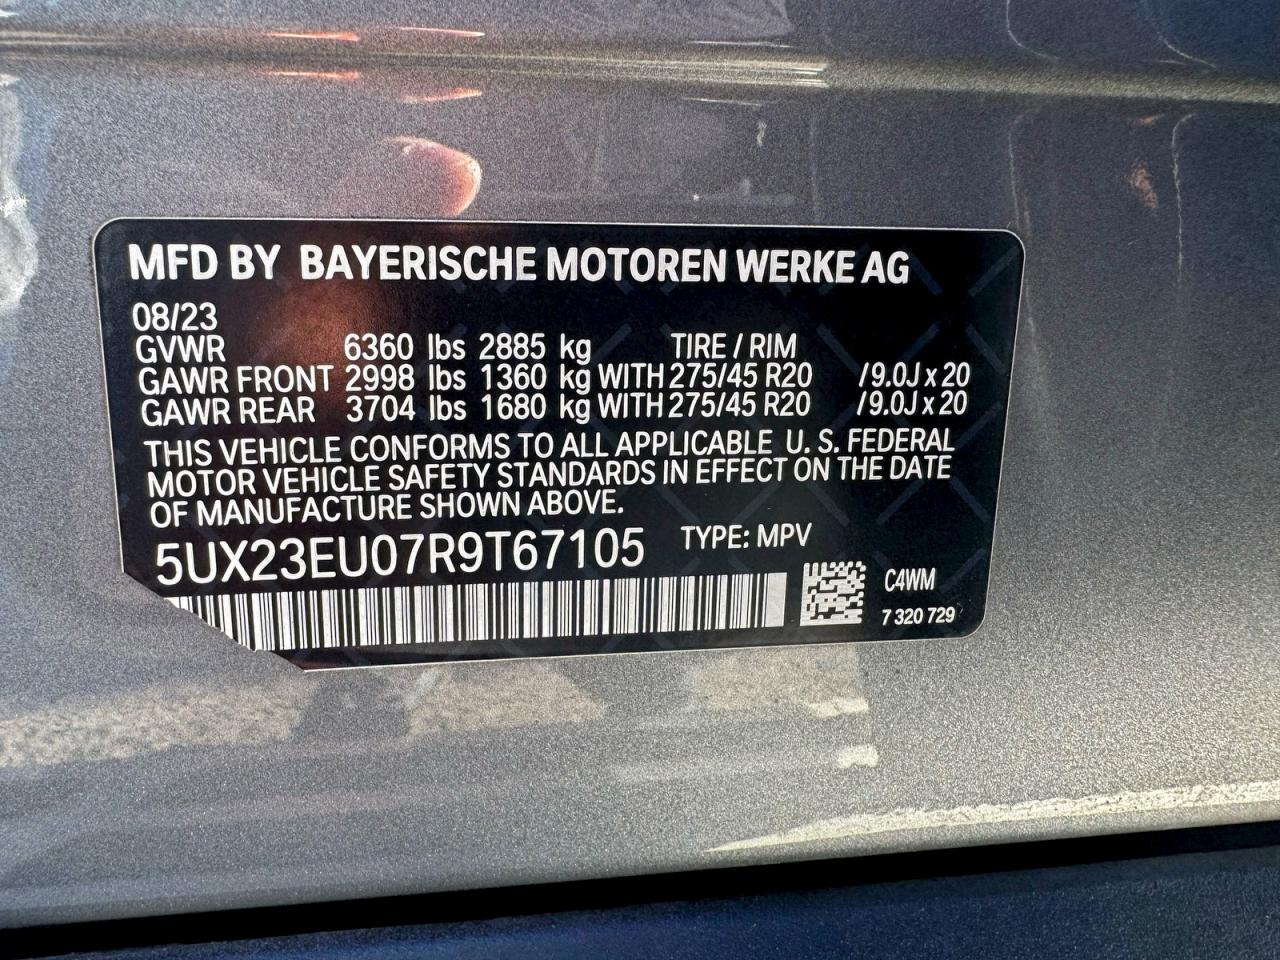 MFD BY BAYERISCHE MOTOREN WERKE AG
08/23
GVWR 6360 lbs 2885 kg TIRE / RIM
GAWR FRONT 2998 lbs 1360 kg WITH 275/45 R20 /9.0J x 20
GAWR REAR 3704 lbs 1680 kg WITH 275/45 R20 /9.0J x 20
THIS VEHICLE CONFORMS TO ALL APPLICABLE U. S. FEDERAL
MOTOR VEHICLE SAFETY STANDARDS IN EFFECT ON THE DATE
OF MANUFACTURE SHOWN ABOVE.
5UX23EU07R9T67105 TYPE: MPV
C4WM
7 320 729